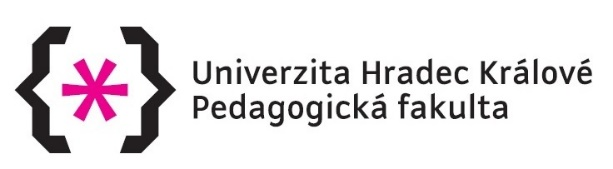 Univerzita Hradec Králové
Pedagogická fakulta